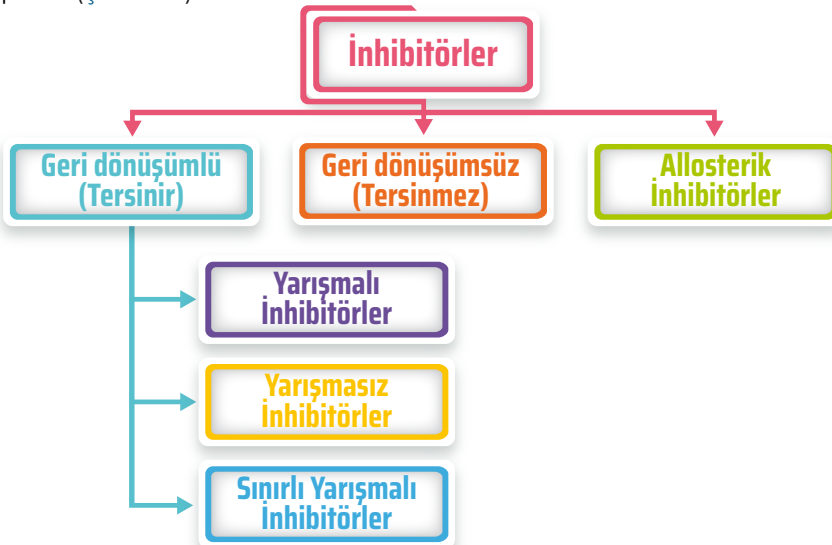 İnhibitörler
Geri dönüşümlü
(Tersinir)
Geri dönüşümsüz
(Tersinmez)
Allosterik
İnhibitörler
Yarışmalı
İnhibitörler
Yarışmasız
İnhibitörler
Sınırlı Yarışmalı
İnhibitörler